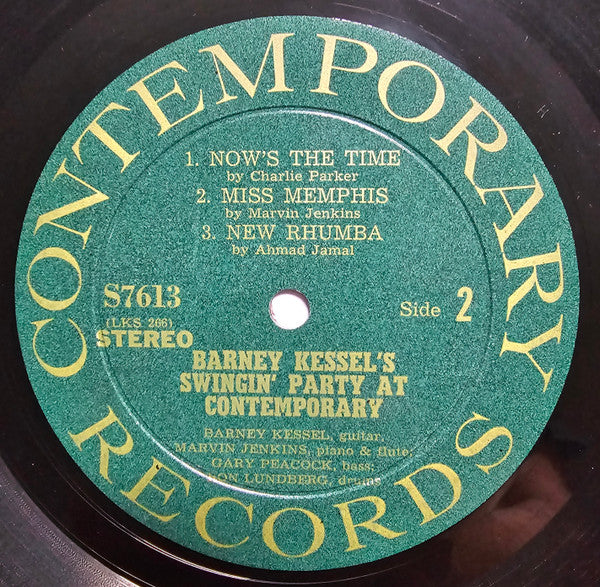 CONTEMPORARY
1. NOW'S THE TIME
by Charlie Parker
2. MISS MEMPHIS
by Marvin Jenkins
3. NEW RHUMBA
by Ahmad Jamal
S7613
(LKS 266)
STEREO
Side 2
BARNEY KESSEL'S
SWINGIN' PARTY AT
CONTEMPORARY
BARNEY KESSEL, guitar;
MARVIN JENKINS, piano & flute;
GARY PEACOCK, bass;
RON LUNDBERG, drums
RECORDS